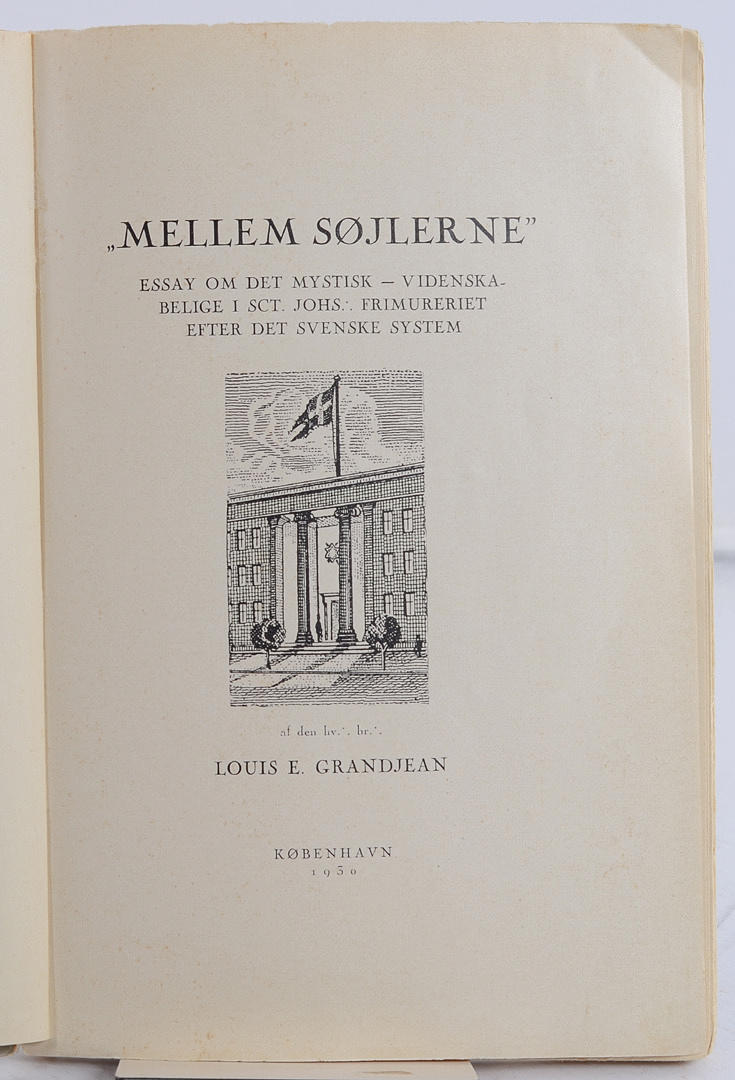 „MELLEM SØJLERNE”
ESSAY OM DET MYSTISK – VIDENSKA-
BELIGE I SCT. JOHS∴ FRIMURERIET
EFTER DET SVENSKE SYSTEM
af den hv∴ br∴
LOUIS E. GRANDJEAN
KØBENHAVN
1930